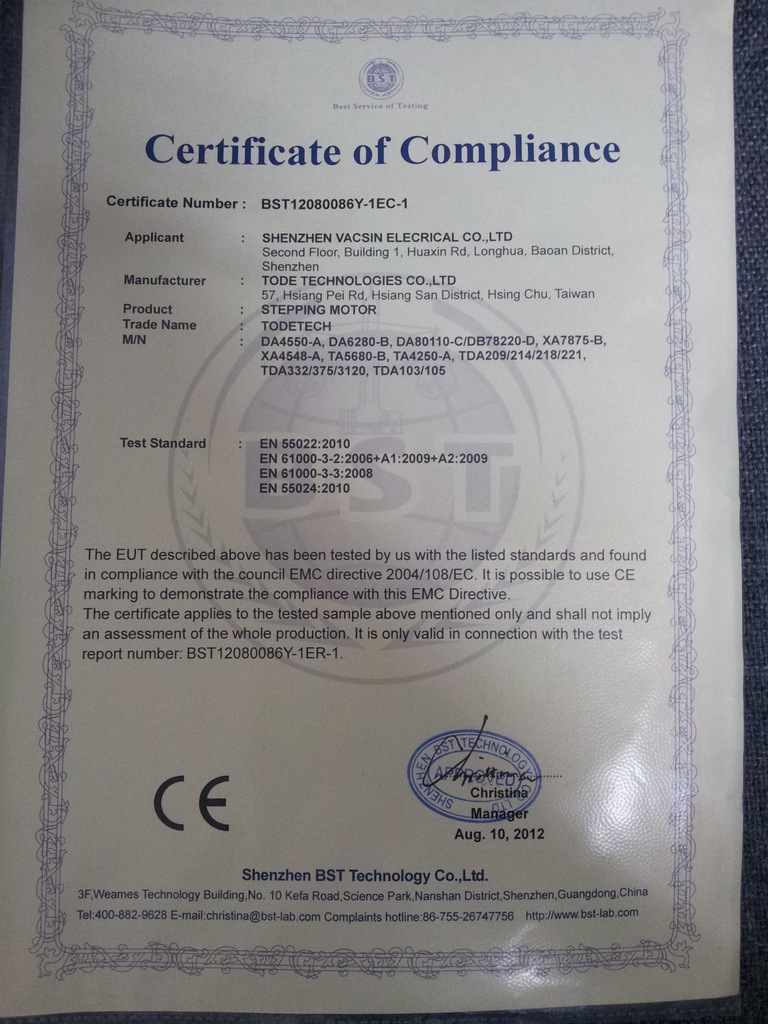 BST
Best Service of Testing
Certificate of Compliance
Certificate Number : BST12080086Y-1EC-1
Applicant : SHENZHEN VACSIN ELECRICAL CO.,LTD
Second Floor, Building 1, Huaxin Rd, Longhua, Baoan District,
Shenzhen
Manufacturer : TODE TECHNOLOGIES CO.,LTD
57, Hsiang Pei Rd, Hsiang San District, Hsing Chu, Taiwan
Product : STEPPING MOTOR
Trade Name : TODETECH
M/N : DA4550-A, DA6280-B, DA80110-C/DB78220-D, XA7875-B,
XA4548-A, TA5680-B, TA4250-A, TDA209/214/218/221,
TDA332/375/3120, TDA103/105
Test Standard : EN 55022:2010
EN 61000-3-2:2006+A1:2009+A2:2009
EN 61000-3-3:2008
EN 55024:2010
BST
The EUT described above has been tested by us with the listed standards and found
in compliance with the council EMC directive 2004/108/EC. It is possible to use CE
marking to demonstrate the compliance with this EMC Directive.
The certificate applies to the tested sample above mentioned only and shall not imply
an assessment of the whole production. It is only valid in connection with the test
report number: BST12080086Y-1ER-1.
CE
SHENZHEN BST TECHNOLOGY CO LTD
APPROVED
Christina
Manager
Aug. 10, 2012
Shenzhen BST Technology Co.,Ltd.
3F,Weames Technology Building,No. 10 Kefa Road,Science Park,Nanshan District,Shenzhen,Guangdong,China
Tel:400-882-9628 E-mail:christina@bst-lab.com Complaints hotline:86-755-26747756 http://www.bst-lab.com